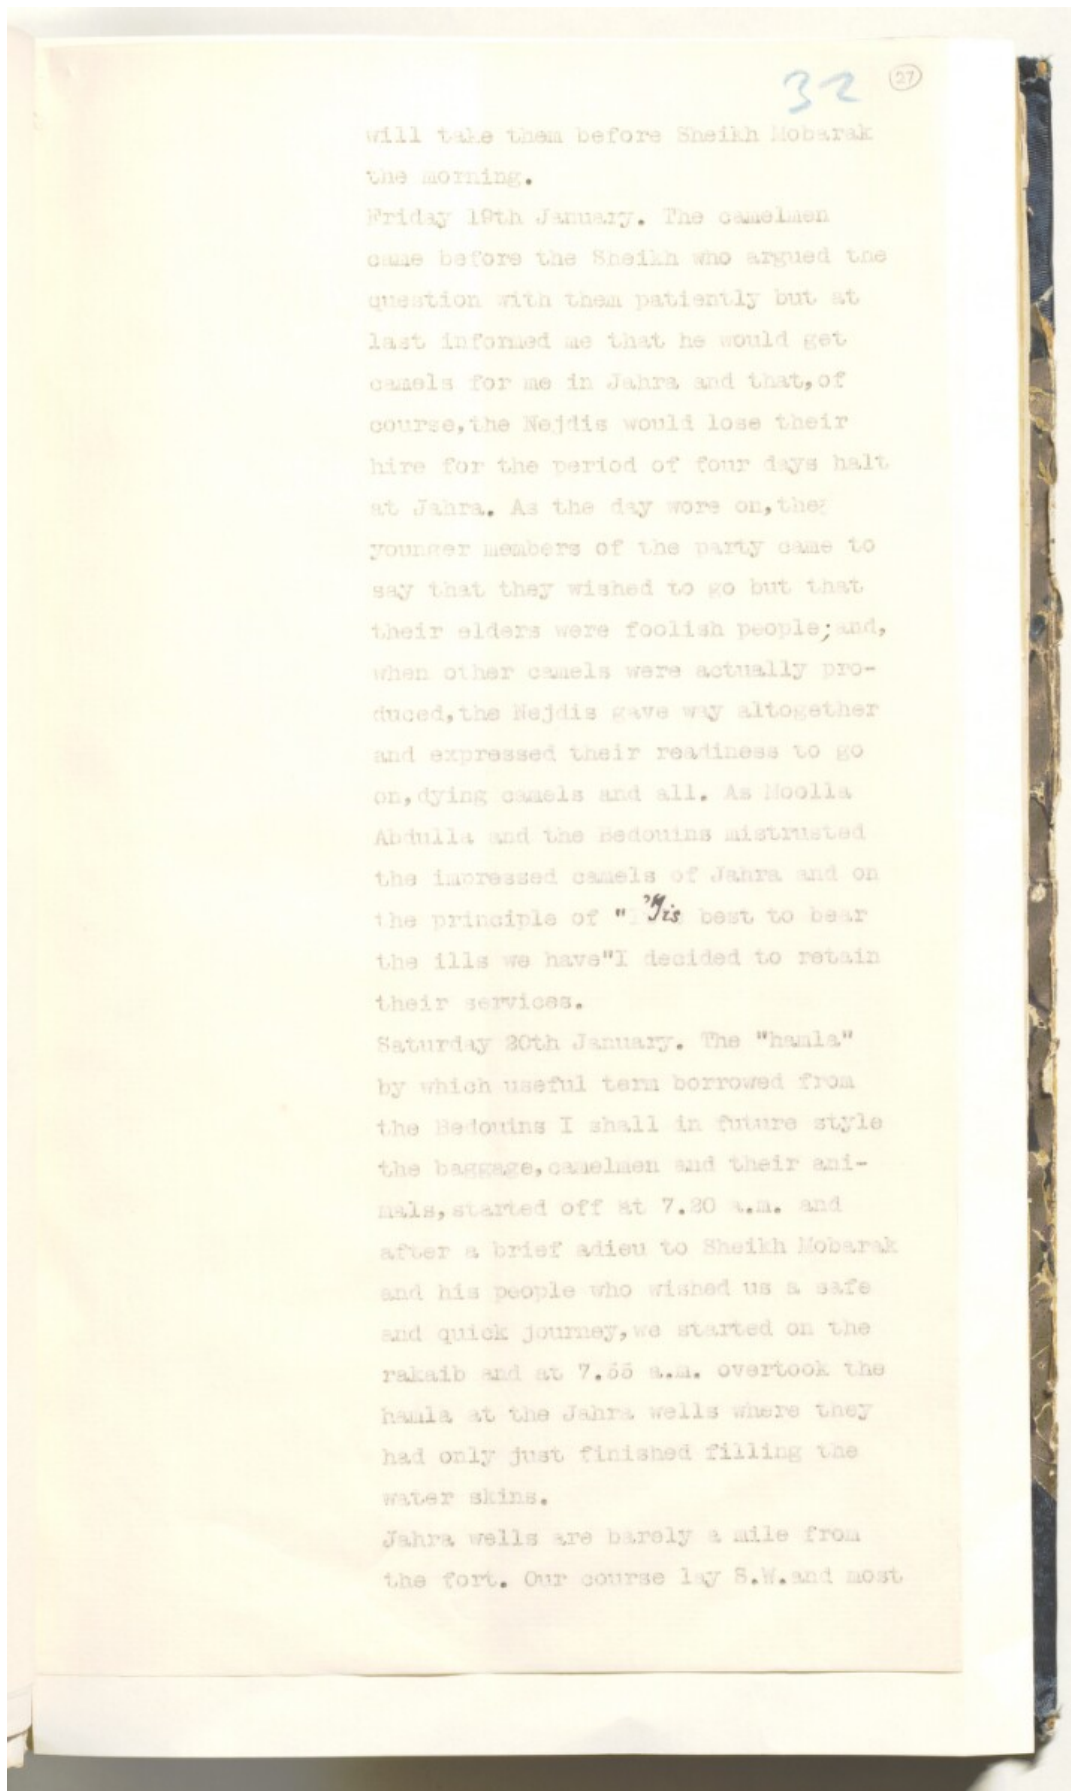 32 27
will take them before Sheikh Mobarak
the morning.
Friday 19th January. The camelmen
came before the Sheikh who argued the
question with them patiently but at
last informed me that he would get
camels for me in Jahra and that,of
course,the Nejdis would lose their
hire for the period of four days halt
at Jahra. As the day wore on,the
younger members of the party came to
say that they wished to go but that
their elders were foolish people;and,
when other camels were actually pro-
duced,the Nejdis gave way altogether
and expressed their readiness to go
on,dying camels and all. As Moolla
Abdulla and the Bedouins mistrusted
the impressed camels of Jahra and on
the principle of "'Tis best to bear
the ills we have"I decided to retain
their services.
Saturday 20th January. The "hamla"
by which useful term borrowed from
the Bedouins I shall in future style
the baggage,camelmen and their ani-
mals,started off at 7.20 a.m. and
after a brief adieu to Sheikh Mobarak
and his people who wished us a safe
and quick journey,we started on the
rakaib and at 7.55 a.m. overtook the
hamla at the Jahra wells where they
had only just finished filling the
water skins.
Jahra wells are barely a mile from
the fort. Our course lay S.W.and most